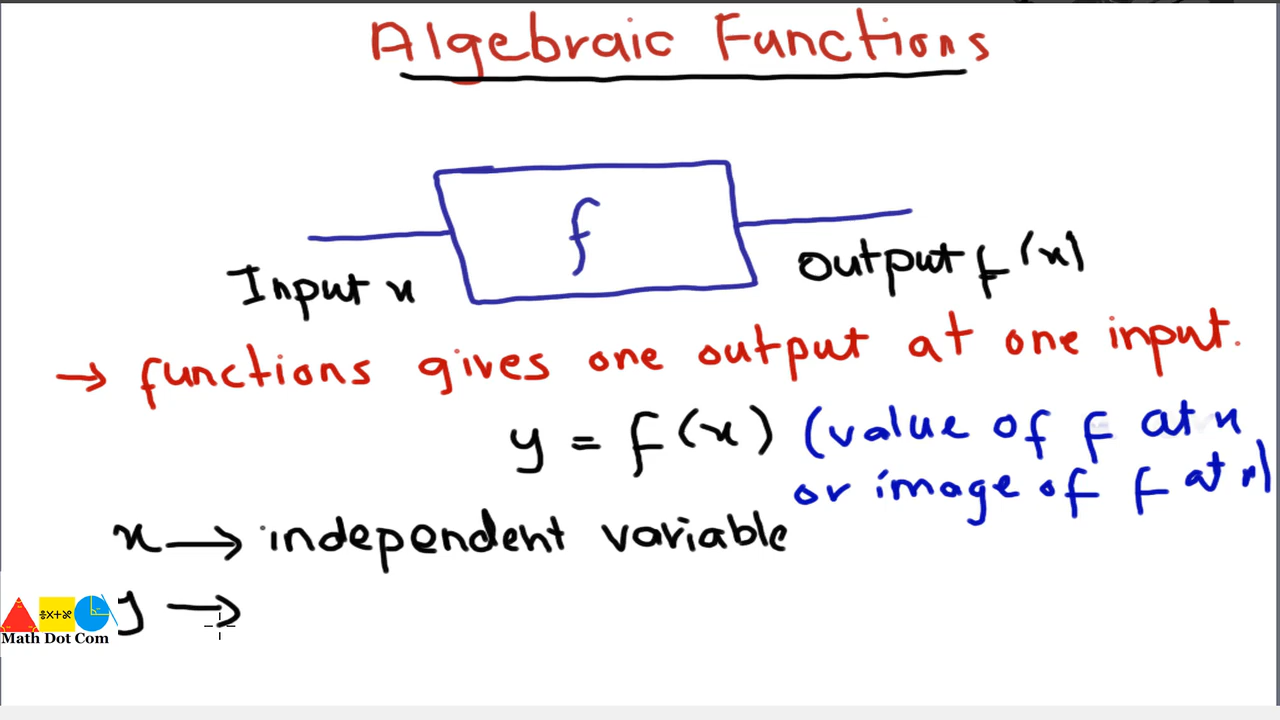 Algebraic Functions
f
Input x
Output f(x)
→ functions gives one output at one input.
y = f(x) (value of f at x
or image of f at x)
x → independent variable
y →
÷X+×
Math Dot Com